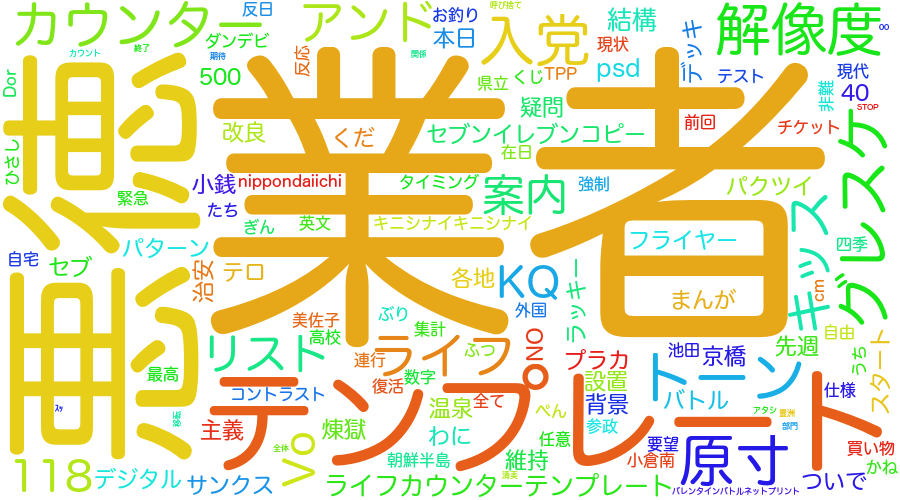 カウンター
アンド
反日
呼び捨て
お釣り
入党
結構
解像度
∞
カウント
終了
ダンデビ
期待
反応
本日
関係
現状
デッキ
Dor
500
県立
くじ
TPP
psd
テスト
現代
40
非難
STOP
悪徳
業者
改良
くだ
セブンイレブンコピー
疑問
前回
チケット
グレスケ
ひさし
在日
小銭
nippondaiichi
タイミング
案内
強制
パクツイ
緊急
たち
ぎん
英文
キニシナイキニシナイ
キッス
自宅
セブ
パターン
治安
テロ
各地
KQ
外国
フライヤー
四季
まんが
cm
ラッキー
美佐子
高校
ぶり
集計
自由
リスト
連行
ライフ
ふつ
ONO
プラカ
池田
京橋
先週
うち
スタート
最高
コントラスト
復活
数字
全て
設置
トーン
テンプレート
背景
バトル
仕様
主義
煉獄
温泉
ぺん
参政
アタシ
豊洲
部門
118
デジタル
Vo
全体
朝鮮半島
わに
維持
任意
要望
小倉南
原寸
買い物
かね
サンクス
ライフカウンターテンプレート
ついで
バレンタインバトルネットプリント